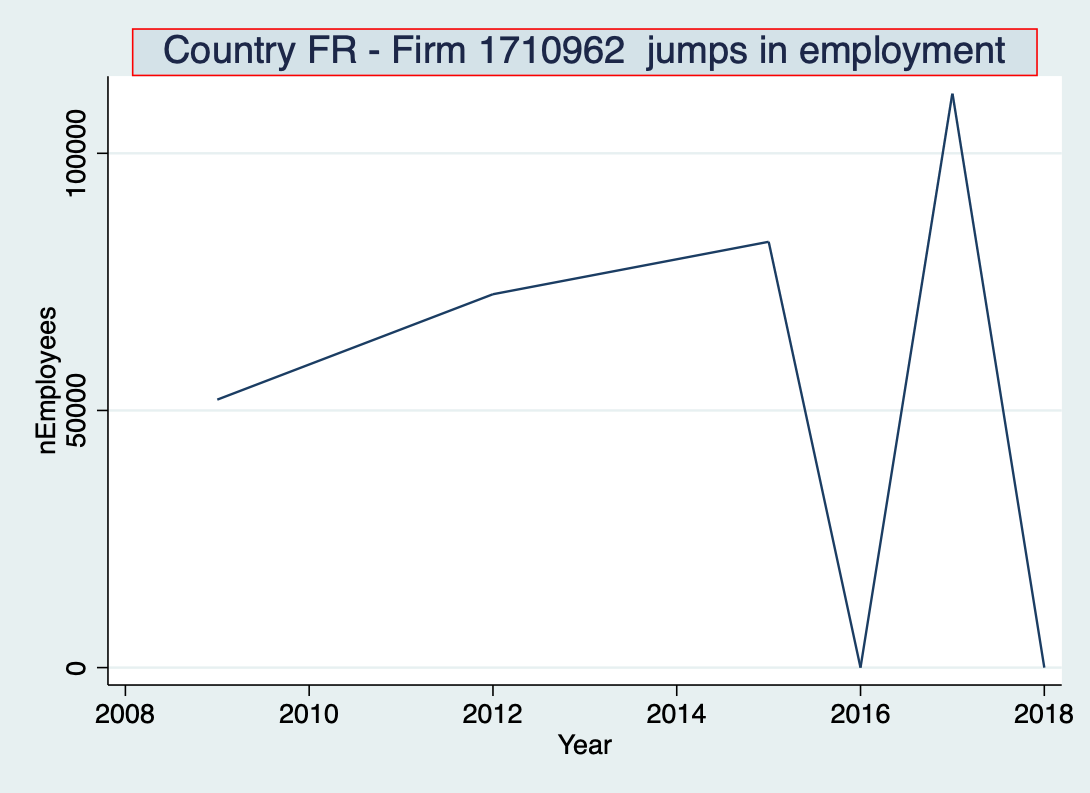 Country FR - Firm 1710962  jumps in employment
nEmployees
100000
50000
0
2008 2010 2012 2014 2016 2018
Year